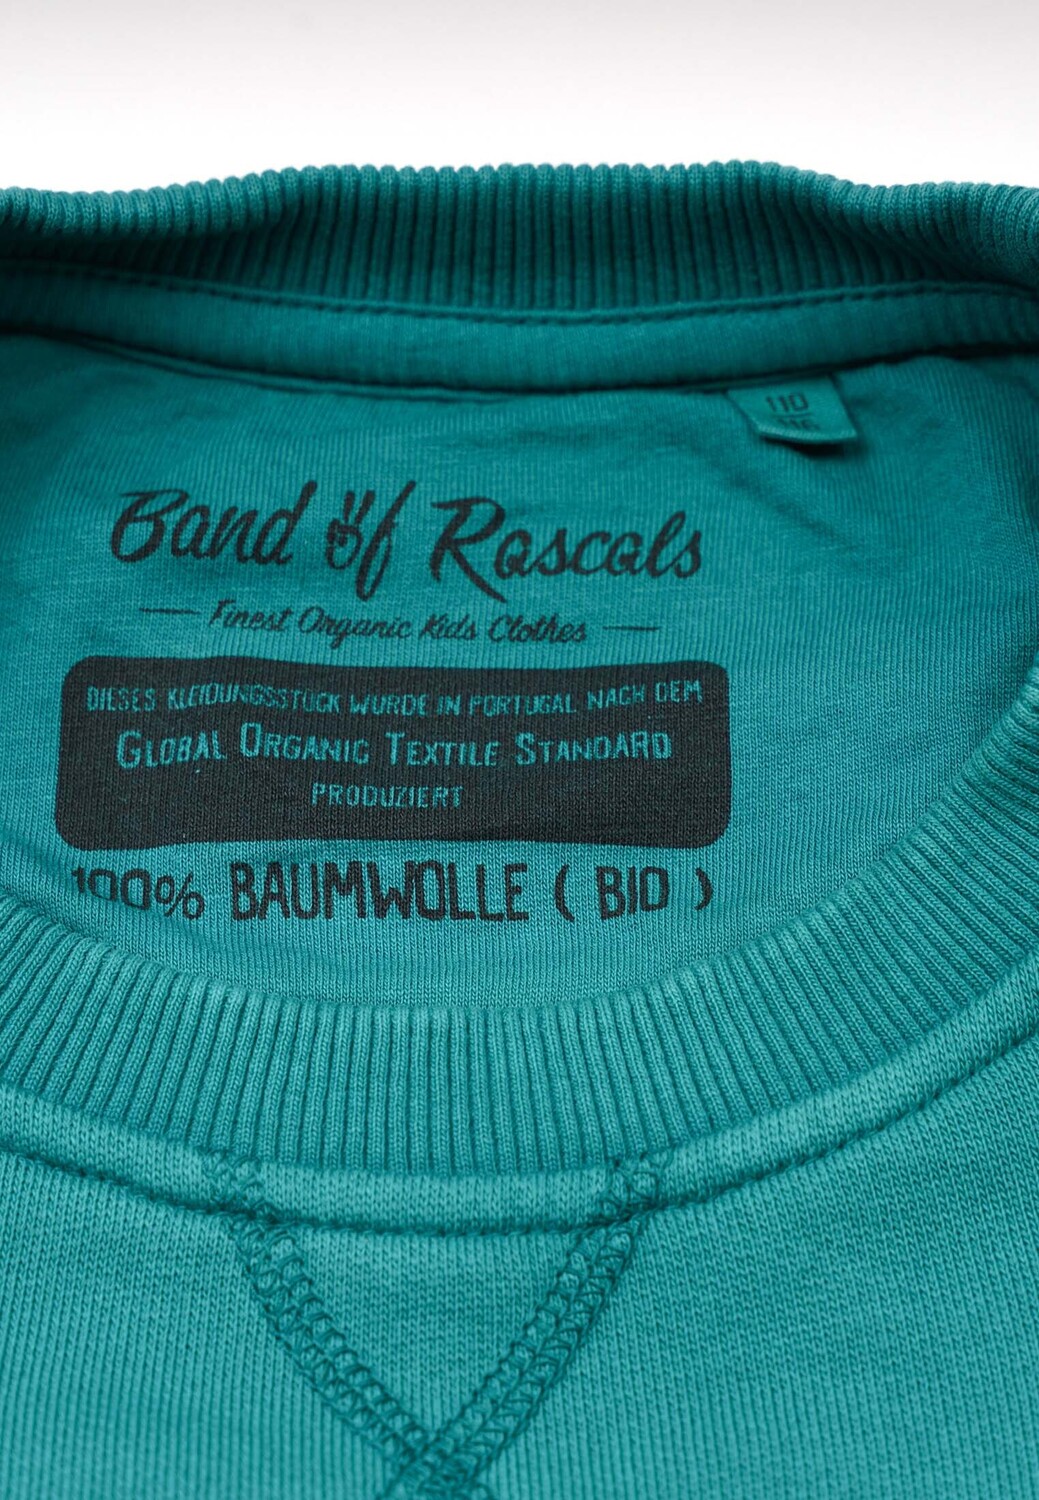 110
116
Band of Rascals
Finest Organic Kids Clothes
DIESES KLEIDUNGSSTÜCK WURDE IN PORTUGAL NACH DEM
GLOBAL ORGANIC TEXTILE STANDARD
PRODUZIERT
100% BAUMWOLLE ( BIO )